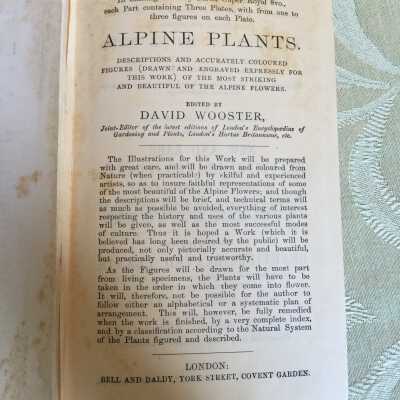 each Part containing Three Plates, with from one to
three figures on each Plate.
ALPINE PLANTS.
DESCRIPTIONS AND ACCURATELY COLOURED
FIGURES (DRAWN AND ENGRAVED EXPRESSLY FOR
THIS WORK) OF THE MOST STRIKING
AND BEAUTIFUL OF THE ALPINE FLOWERS.
EDITED BY
DAVID WOOSTER,
Joint-Editor of the latest editions of Loudon's Encyclopædias of
Gardening and Plants, Loudon's Hortus Britannicus, etc.
The Illustrations for this Work will be prepared
with great care, and will be drawn and coloured from
Nature (when practicable) by skilful and experienced
artists, so as to insure faithful representations of some
of the most beautiful of the Alpine Flowers; and though
the descriptions will be brief, and technical terms will
as much as possible be avoided, everything of interest
respecting the history and uses of the various plants
will be given, as well as the most successful modes
of culture. Thus it is hoped a Work (which it is
believed has long been desired by the public) will be
produced, not only pictorially accurate and beautiful,
but practically useful and trustworthy.
As the Figures will be drawn for the most part
from living specimens, the Plants will have to be
taken in the order in which they come into flower.
It will, therefore, not be possible for the author to
follow either an alphabetical or a systematic plan of
arrangement. This will, however, be fully remedied
when the work is finished, by a very complete index,
and by a classification according to the Natural System
of the Plants figured and described.
LONDON:
BELL AND DALDY, YORK STREET, COVENT GARDEN.